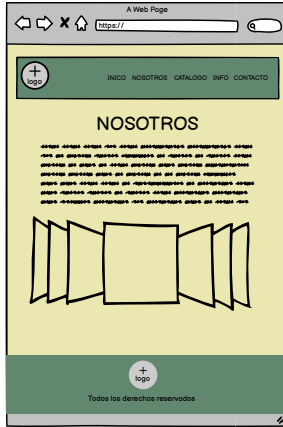 A Web Page
https://
logo
INICO NOSOTROS CATALOGO INFO CONTACTO
NOSOTROS
logo
Todos los derechos reservados